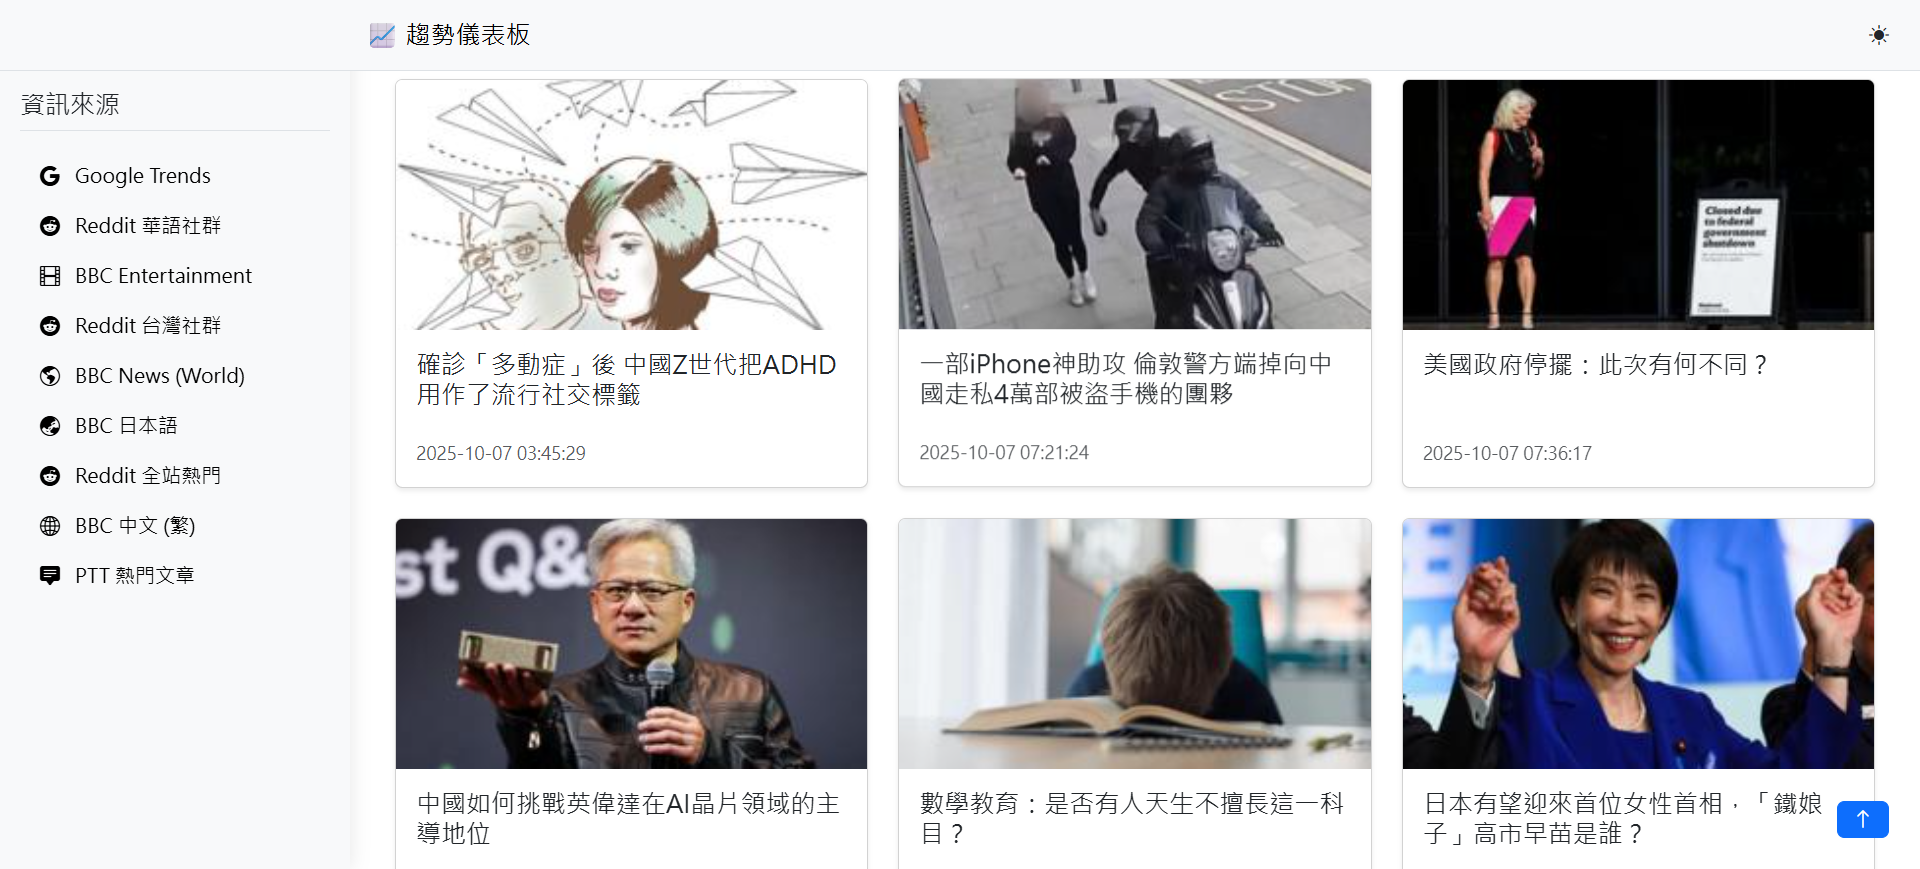 趨勢儀表板
資訊來源
Google Trends
Reddit 華語社群
BBC Entertainment
Reddit 台灣社群
BBC News (World)
BBC 日本語
Reddit 全站熱門
BBC 中文 (繁)
PTT 熱門文章
STOP
Closed due
to federal
government
shutdown
確診「多動症」後 中國Z世代把ADHD
用作了流行社交標籤
2025-10-07 03:45:29
一部iPhone神助攻 倫敦警方端掉向中
國走私4萬部被盜手機的團夥
2025-10-07 07:21:24
美國政府停擺：此次有何不同？
2025-10-07 07:36:17
st Q&
中國如何挑戰英偉達在AI晶片領域的主
導地位
數學教育：是否有人天生不擅長這一科
目？
日本有望迎來首位女性首相，「鐵娘
子」高市早苗是誰？